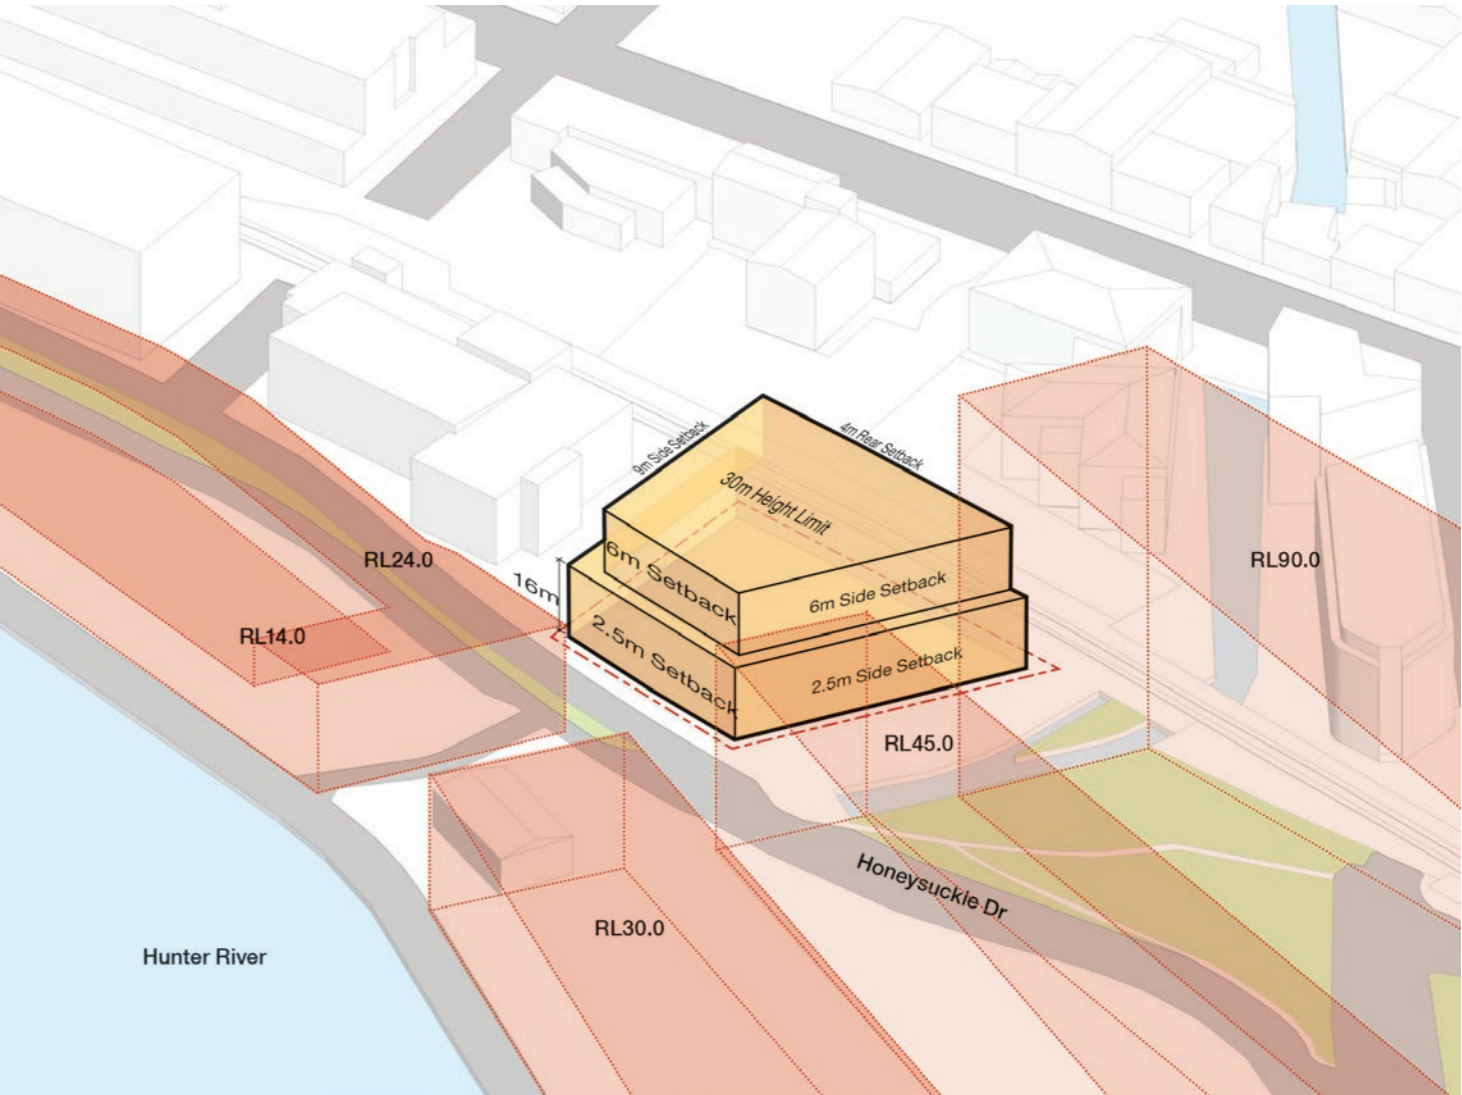 9m Side Setback
4m Rear Setback
30m Height Limit
RL24.0
6m Setback
RL90.0
16m
6m Side Setback
RL14.0
2.5m Setback
2.5m Side Setback
RL45.0
Honeysuckle Dr
RL30.0
Hunter River